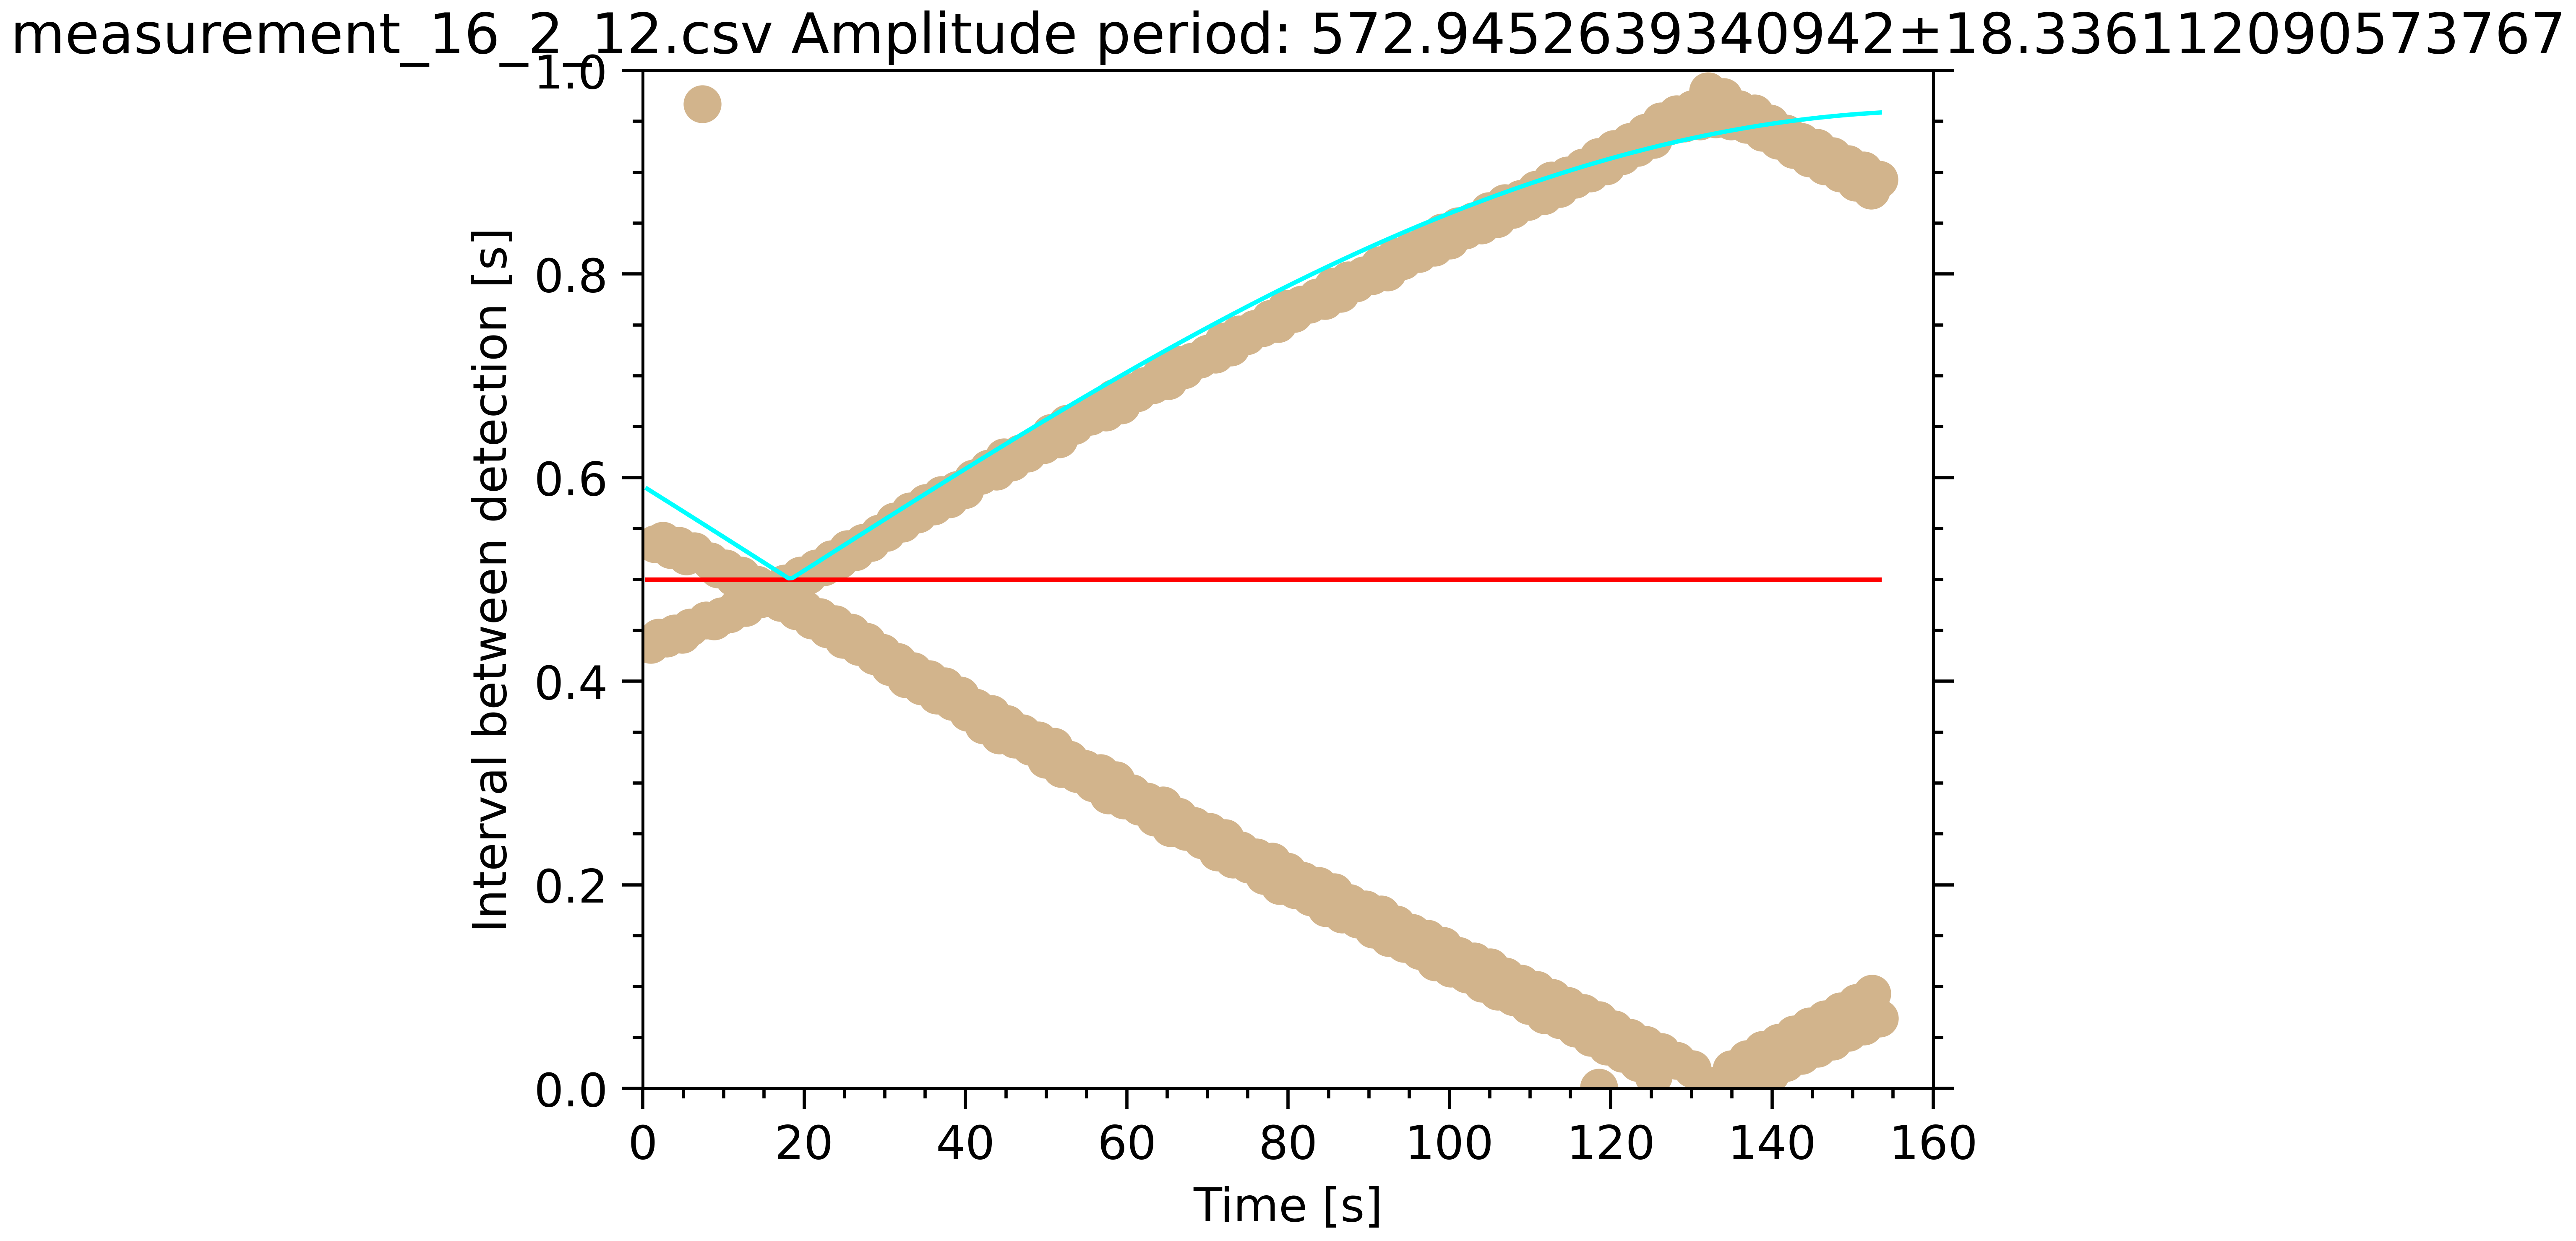 measurement_16_2_12.csv Amplitude period: 572.9452639340942±18.336112090573767
1.0
0.8
0.6
0.4
0.2
0.0
Interval between detection [s]
0 20 40 60 80 100 120 140 160
Time [s]